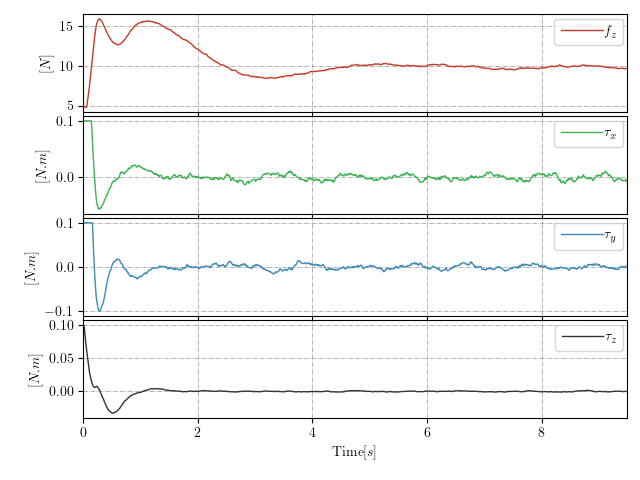 15
10
5
[N]
f_z
0.1
0.0
[N.m]
τ_x
0.1
0.0
−0.1
[N.m]
τ_y
0.10
0.05
0.00
[N.m]
τ_z
0 2 4 6 8
Time[s]